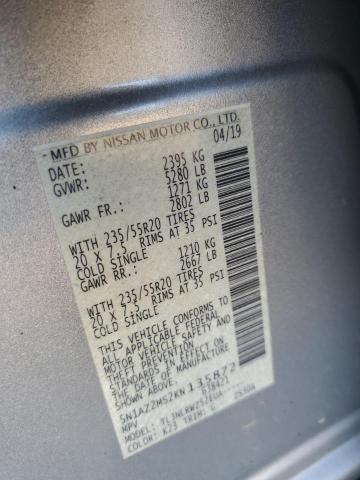 MFD BY NISSAN MOTOR CO., LTD.
DATE: 04/19
GVWR: 2395 KG
5280 LB
GAWR FR.: 1271 KG
2802 LB
WITH 235/55R20 TIRES
20 X 7.5 RIMS AT 35 PSI
COLD SINGLE
GAWR RR.: 1210 KG
2667 LB
WITH 235/55R20 TIRES
20 X 7.5 RIMS AT 35 PSI
COLD SINGLE
THIS VEHICLE CONFORMS TO
ALL APPLICABLE FEDERAL
MOTOR VEHICLE SAFETY AND
THEFT PREVENTION STANDARDS
IN EFFECT ON THE DATE OF MANUFACTURE
SHOWN ABOVE.
5N1AZ2MS2KN135872
MPV
MODEL:
COLOR: K23 TRIM: G